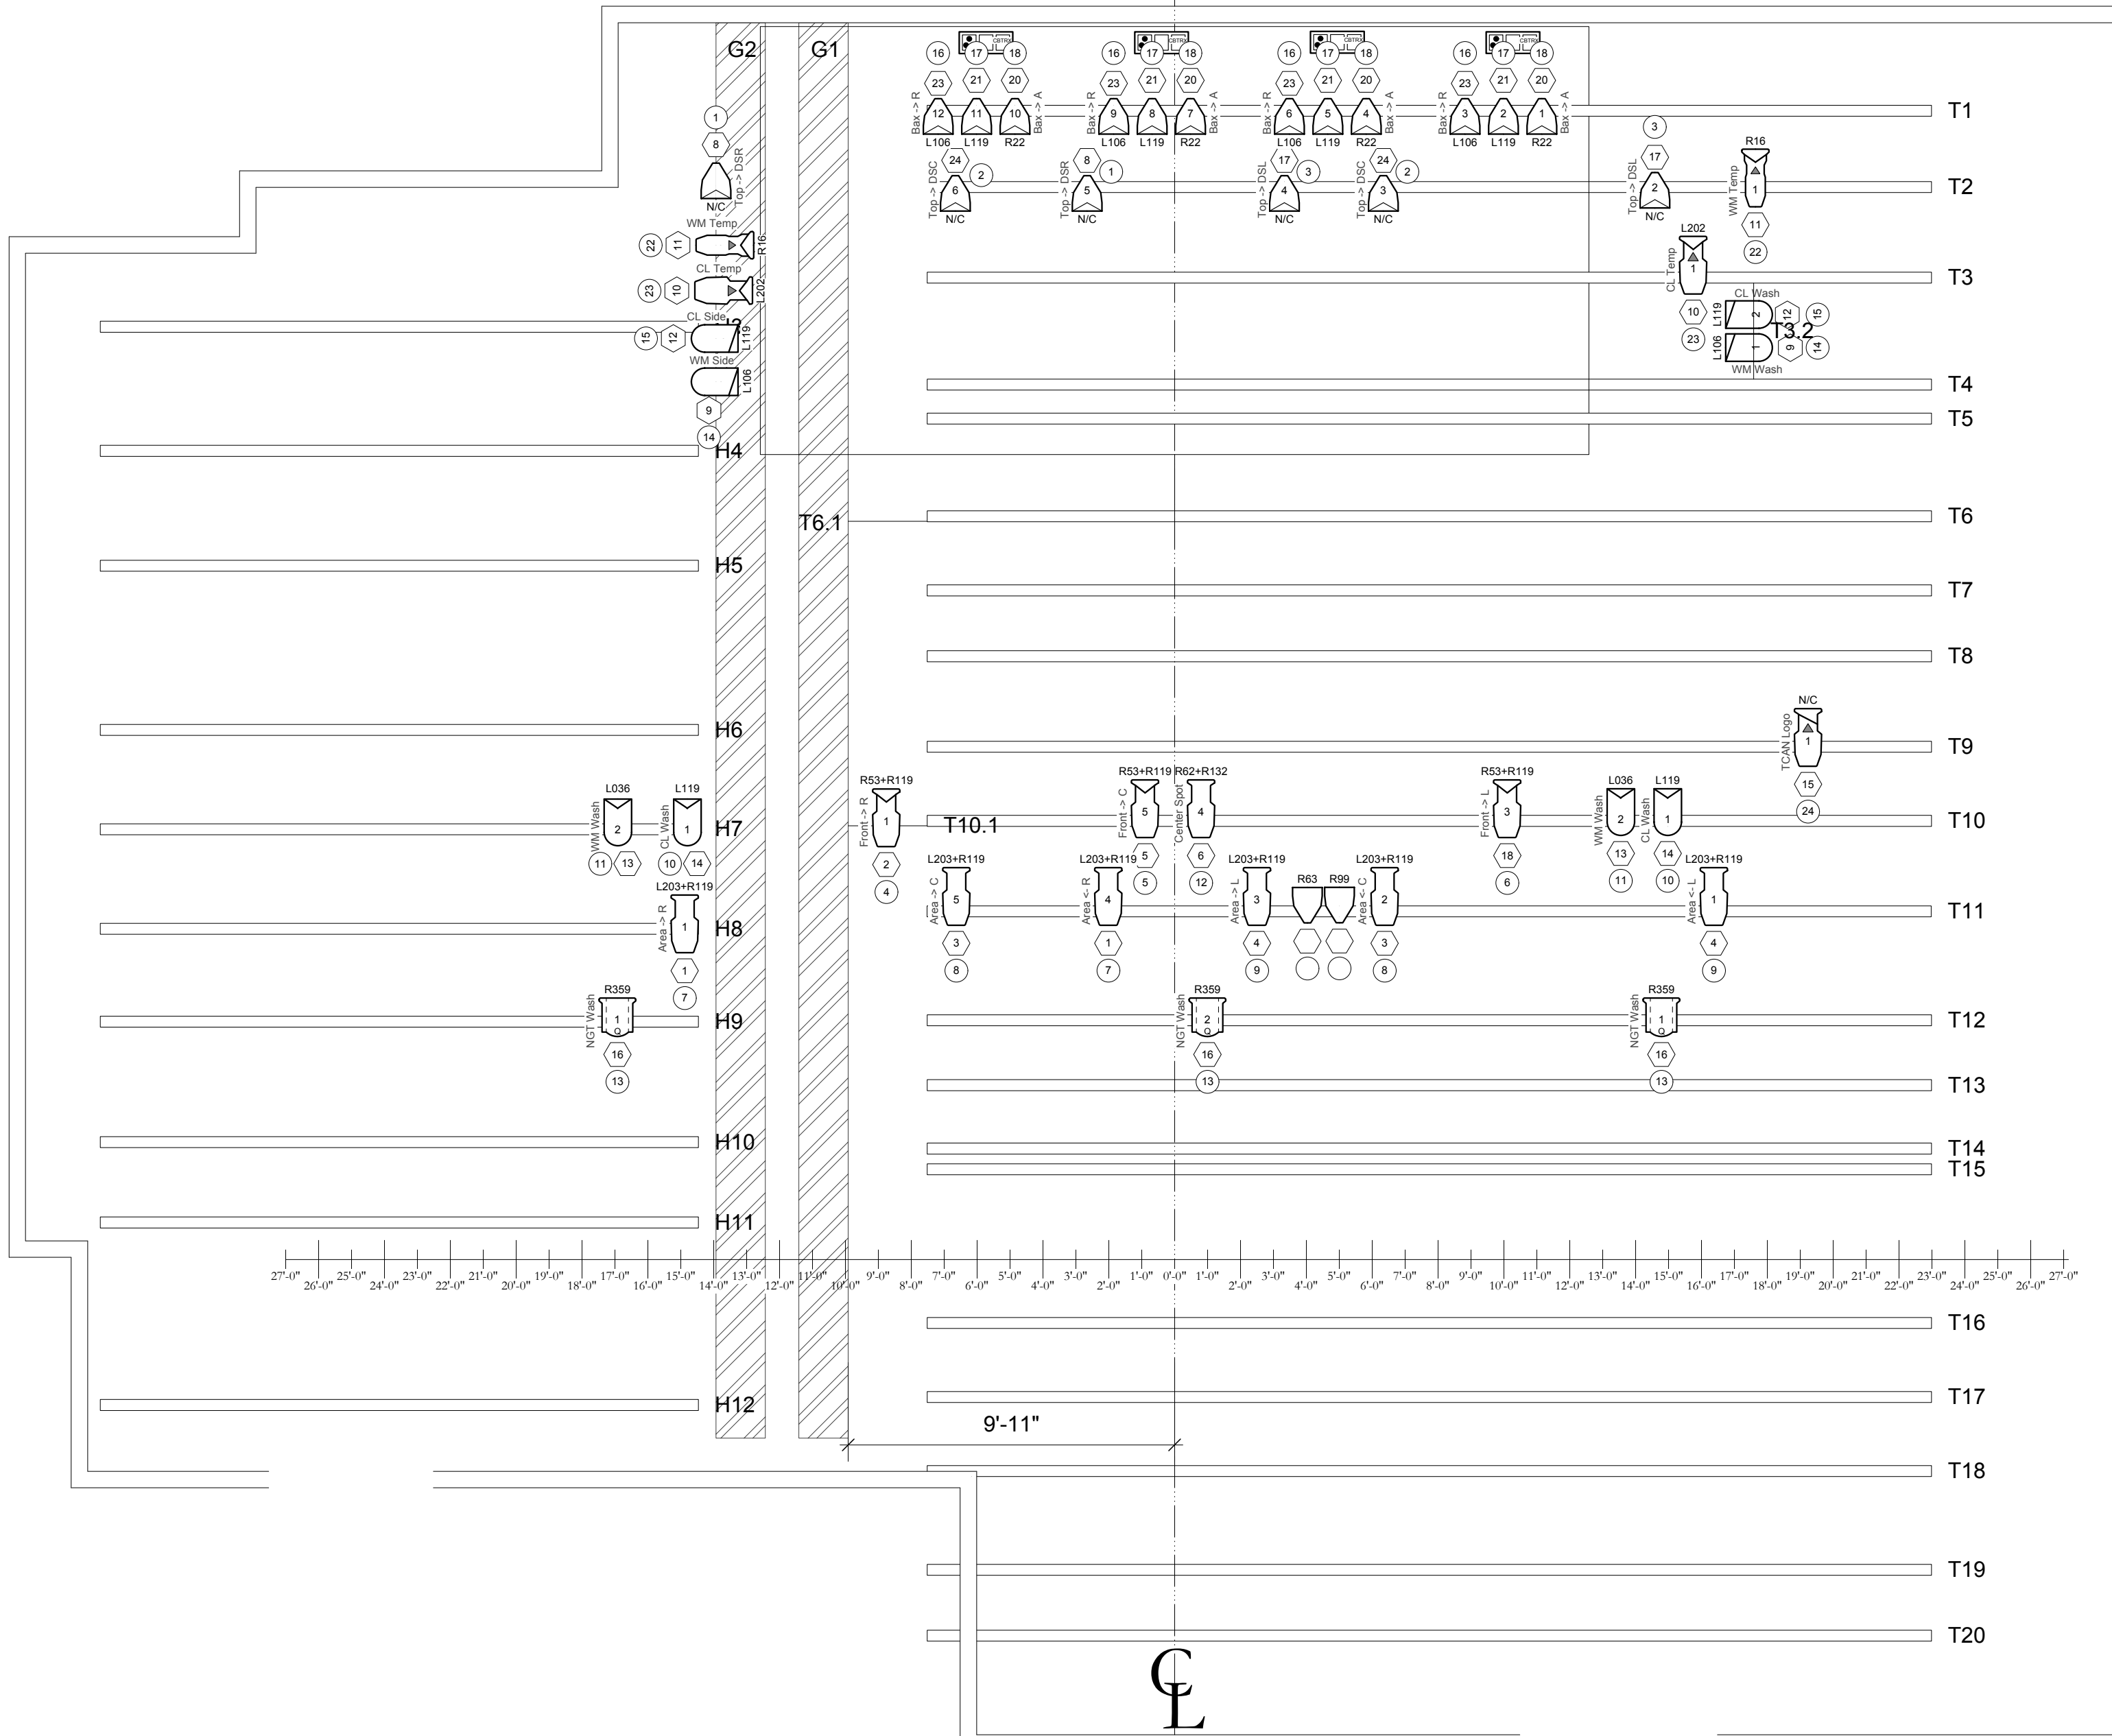 G2 G1
CBTRX CBTRX CBTRX CBTRX
16 17 18 16 17 18 16 17 18 16 17 18
23 21 20 23 21 20 23 21 20 23 21 20
Bax -> R 12 11 10 Bax -> A Bax -> R 9 8 7 Bax -> A Bax -> R 6 5 4 Bax -> A Bax -> R 3 2 1 Bax -> A T1
L106 L119 R22 L106 L119 R22 L106 L119 R22 L106 L119 R22
1
8
Top -> DSR
N/C
24 2 8 1 17 3 24 2 3 17 R16
Top -> DSC 6 Top -> DSR 5 Top -> DSL 4 Top -> DSC 3 Top -> DSL 2 WM Temp 1 T2
N/C N/C N/C N/C N/C
11
22
WM Temp
22 11 R16
CL Temp
23 10 L202
L202
CL Temp 1 T3
10
23
CL Side
15 12 L119
WM Side
L106
9
14
CL Wash
L119 2 12 15
T3.2
L106 1 9 14
WM Wash
T4
T5
H4
T6.1 T6
H5
T7
T8
H6
N/C
TCAN Logo 1 T9
15
24
L036 L119 R53+R119 R53+R119 R62+R132 R53+R119 L036 L119
WM Wash 2 CL Wash 1 H7 Front -> R 1 T10.1 Front -> C 5 Center Spot 4 Front -> L 3 WM Wash 2 CL Wash 1 T10
11 13 10 14 2 5 6 18 13 14
4 5 12 6 11 10
L203+R119 L203+R119 L203+R119 L203+R119 R63 R99 L203+R119 L203+R119
Area -> R 1 H8 Area -> C 5 Area <- R 4 Area -> L 3 Area <- C 2 Area <- L 1 T11
1 3 1 4 3 4
7 8 7 9 8 9
R359 R359 R359
NGT Wash 1 Q H9 NGT Wash 2 Q NGT Wash 1 Q T12
16 16 16
13 13 13
T13
H10 T14
T15
H11
27'-0" 25'-0" 23'-0" 21'-0" 19'-0" 17'-0" 15'-0" 13'-0" 11'-0" 9'-0" 7'-0" 5'-0" 3'-0" 1'-0" 0'-0" 1'-0" 3'-0" 5'-0" 7'-0" 9'-0" 11'-0" 13'-0" 15'-0" 17'-0" 19'-0" 21'-0" 23'-0" 25'-0" 27'-0"
26'-0" 24'-0" 22'-0" 20'-0" 18'-0" 16'-0" 14'-0" 12'-0" 10'-0" 8'-0" 6'-0" 4'-0" 2'-0" 2'-0" 4'-0" 6'-0" 8'-0" 10'-0" 12'-0" 14'-0" 16'-0" 18'-0" 20'-0" 22'-0" 24'-0" 26'-0"
T16
H12 T17
9'-11"
T18
T19
T20
CL